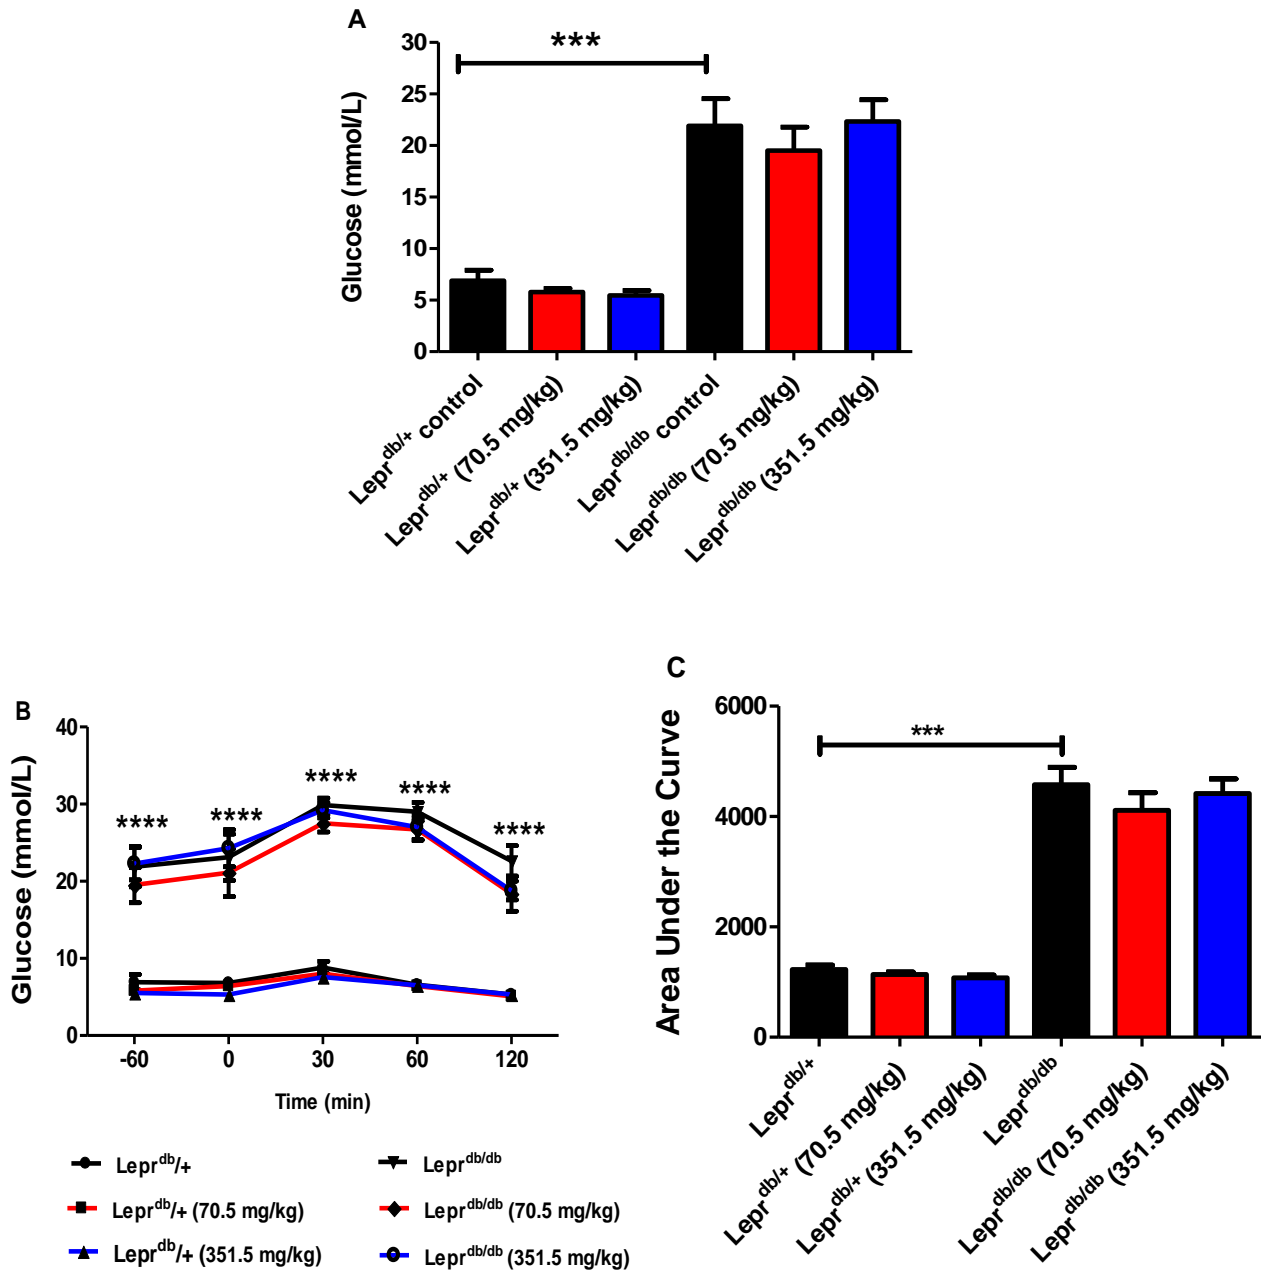 A
***
Glucose (mmol/L)
30
25
20
15
10
5
0
Lepr^db/+ control
Lepr^db/+ (70.5 mg/kg)
Lepr^db/+ (351.5 mg/kg)
Lepr^db/db control
Lepr^db/db (70.5 mg/kg)
Lepr^db/db (351.5 mg/kg)
B
Glucose (mmol/L)
40
30
20
10
0
****
****
****
****
****
-60
0
30
60
120
Time (min)
Lepr^db/+
Lepr^db/+ (70.5 mg/kg)
Lepr^db/+ (351.5 mg/kg)
Lepr^db/db
Lepr^db/db (70.5 mg/kg)
Lepr^db/db (351.5 mg/kg)
C
***
Area Under the Curve
6000
4000
2000
0
Lepr^db/+
Lepr^db/+ (70.5 mg/kg)
Lepr^db/+ (351.5 mg/kg)
Lepr^db/db
Lepr^db/db (70.5 mg/kg)
Lepr^db/db (351.5 mg/kg)